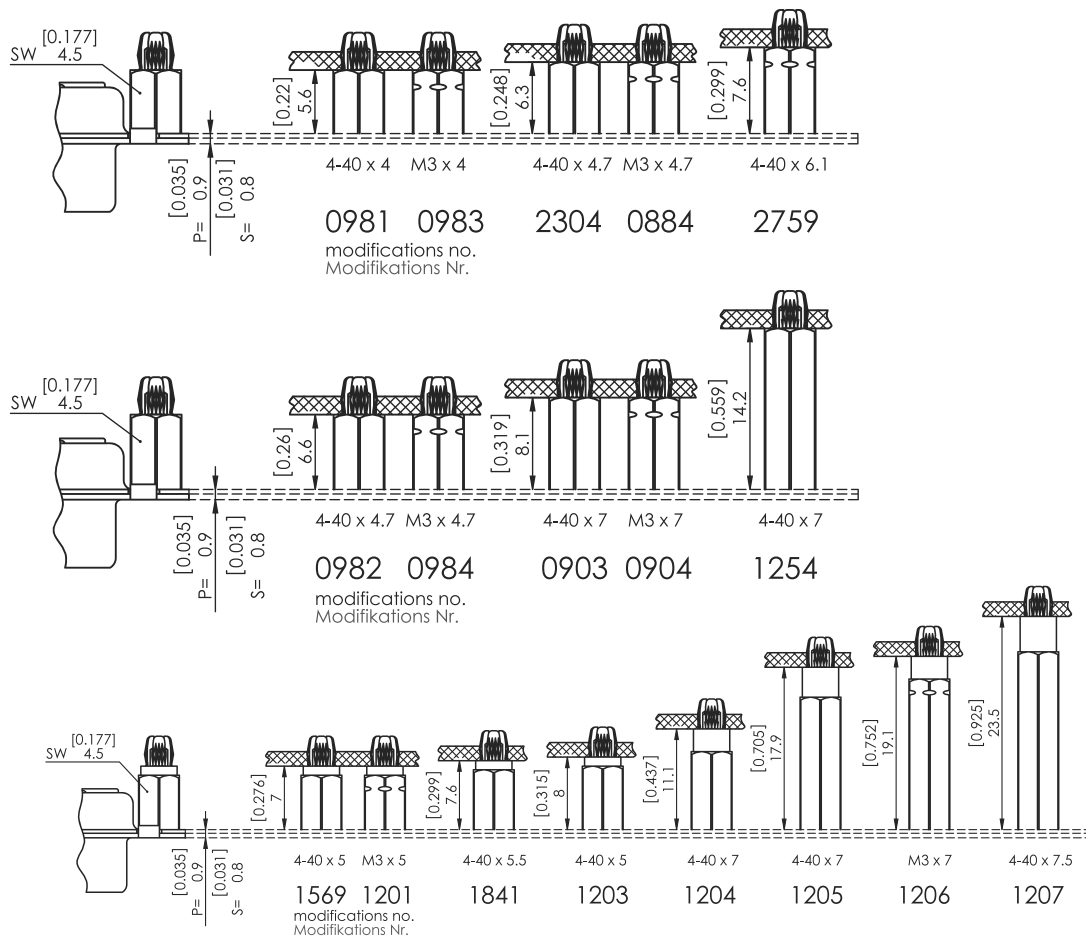 [0.177]
SW 4.5
[0.22]
5.6
[0.248]
6.3
[0.299]
7.6
P= [0.035] 0.9
S= [0.031] 0.8
4-40 x 4 M3 x 4 4-40 x 4.7 M3 x 4.7 4-40 x 6.1
0981 0983 2304 0884 2759
modifications no.
Modifikations Nr.
[0.177]
SW 4.5
[0.26]
6.6
[0.319]
8.1
[0.559]
14.2
P= [0.035] 0.9
S= [0.031] 0.8
4-40 x 4.7 M3 x 4.7 4-40 x 7 M3 x 7 4-40 x 7
0982 0984 0903 0904 1254
modifications no.
Modifikations Nr.
[0.177]
SW 4.5
[0.276]
7
[0.299]
7.6
[0.315]
8
[0.437]
11.1
[0.705]
17.9
[0.752]
19.1
[0.925]
23.5
P= [0.035] 0.9
S= [0.031] 0.8
4-40 x 5 M3 x 5 4-40 x 5.5 4-40 x 5 4-40 x 7 4-40 x 7 M3 x 7 4-40 x 7.5
1569 1201 1841 1203 1204 1205 1206 1207
modifications no.
Modifikations Nr.